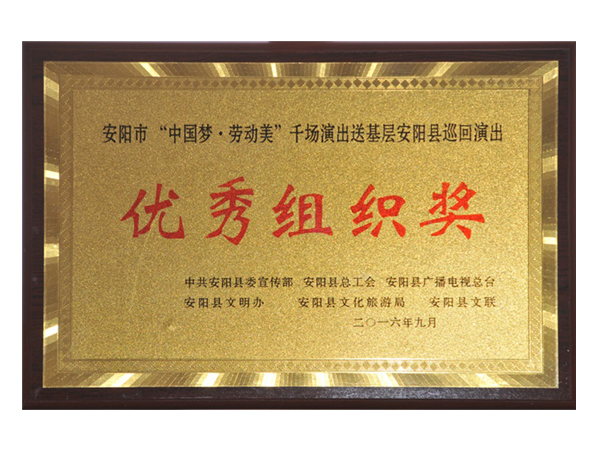 安阳市“中国梦·劳动美”千场演出送基层安阳县巡回演出
优秀组织奖
中共安阳县委宣传部 安阳县总工会 安阳县广播电视总台
安阳县文明办 安阳县文化旅游局 安阳县文联
二〇一六年九月